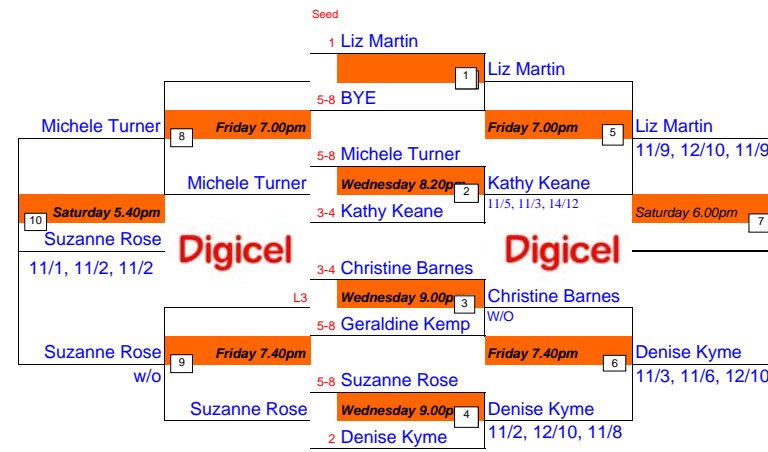 Seed
1 Liz Martin
1 Liz Martin
5-8 BYE
Michele Turner 8 Friday 7.00pm Friday 7.00pm 5 Liz Martin
11/9, 12/10, 11/9
5-8 Michele Turner
Michele Turner Wednesday 8.20pm 2 Kathy Keane
11/5, 11/3, 14/12
10 Saturday 5.40pm 3-4 Kathy Keane Saturday 6.00pm 7
Suzanne Rose
Digicel Digicel
11/1, 11/2, 11/2 3-4 Christine Barnes
L3 Wednesday 9.00p 3 Christine Barnes
W/O
5-8 Geraldine Kemp
Suzanne Rose 9 Friday 7.40pm Friday 7.40pm 6 Denise Kyme
w/o 11/3, 11/6, 12/10
5-8 Suzanne Rose
Suzanne Rose Wednesday 9.00p 4 Denise Kyme
11/2, 12/10, 11/8
2 Denise Kyme